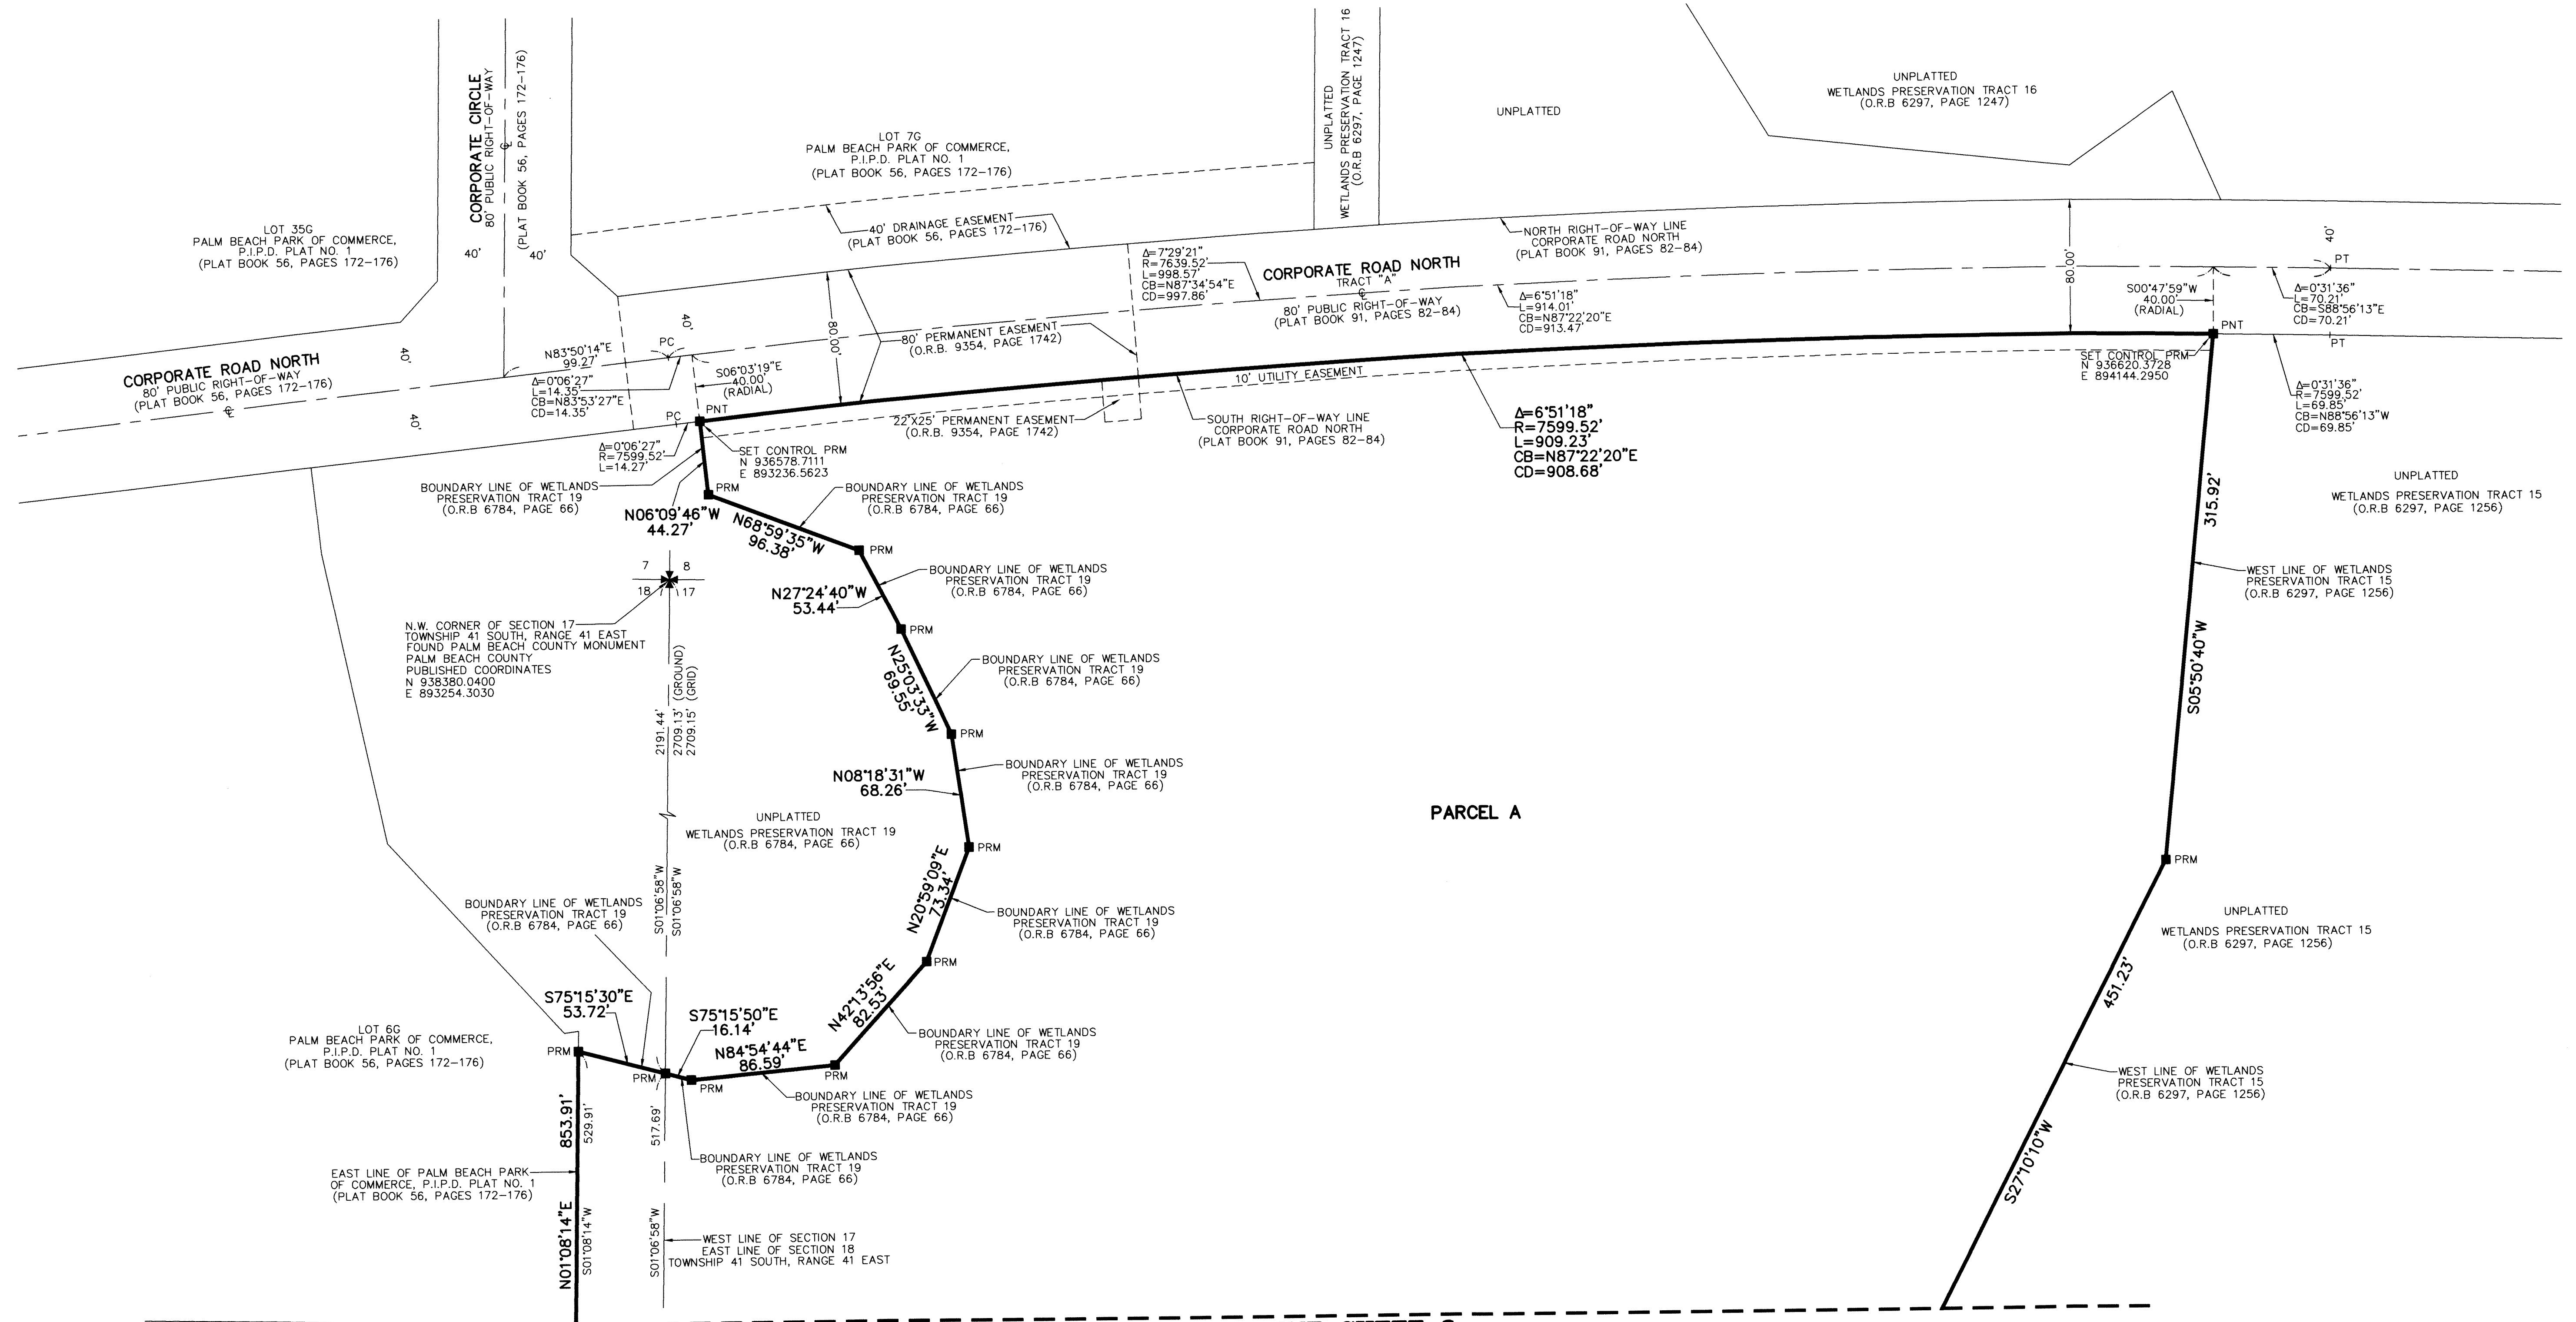 CORPORATE CIRCLE
80' PUBLIC RIGHT-OF-WAY
(PLAT BOOK 56, PAGES 172-176)
℄
40'
40'
LOT 35G
PALM BEACH PARK OF COMMERCE,
P.I.P.D. PLAT NO. 1
(PLAT BOOK 56, PAGES 172-176)
LOT 7G
PALM BEACH PARK OF COMMERCE,
P.I.P.D. PLAT NO. 1
(PLAT BOOK 56, PAGES 172-176)
UNPLATTED
WETLANDS PRESERVATION TRACT 16
(O.R.B 6297, PAGE 1247)
UNPLATTED
UNPLATTED
WETLANDS PRESERVATION TRACT 16
(O.R.B 6297, PAGE 1247)
40' DRAINAGE EASEMENT
(PLAT BOOK 56, PAGES 172-176)
Δ=7°29'21"
R=7639.52'
L=998.57'
CB=N87°34'54"E
CD=997.86'
CORPORATE ROAD NORTH
TRACT "A"
℄
80' PUBLIC RIGHT-OF-WAY
(PLAT BOOK 91, PAGES 82-84)
NORTH RIGHT-OF-WAY LINE
CORPORATE ROAD NORTH
(PLAT BOOK 91, PAGES 82-84)
Δ=6°51'18"
L=914.01'
CB=N87°22'20"E
CD=913.47'
80.00'
40'
PT
S00°47'59"W
40.00'
(RADIAL)
Δ=0°31'36"
L=70.21'
CB=S88°56'13"E
CD=70.21'
PNT
PT
SET CONTROL PRM
N 936620.3728
E 894144.2950
Δ=0°31'36"
R=7599.52'
L=69.85'
CB=N88°56'13"W
CD=69.85'
CORPORATE ROAD NORTH
80' PUBLIC RIGHT-OF-WAY
(PLAT BOOK 56, PAGES 172-176)
℄
40'
40'
N83°50'14"E
99.27'
PC
40'
Δ=0°06'27"
L=14.35'
CB=N83°53'27"E
CD=14.35'
S06°03'19"E
40.00'
(RADIAL)
80.00'
80' PERMANENT EASEMENT
(O.R.B. 9354, PAGE 1742)
PC
PNT
Δ=0°06'27"
R=7599.52'
L=14.27'
SET CONTROL PRM
N 936578.7111
E 893236.5623
22'X25' PERMANENT EASEMENT
(O.R.B. 9354, PAGE 1742)
10' UTILITY EASEMENT
SOUTH RIGHT-OF-WAY LINE
CORPORATE ROAD NORTH
(PLAT BOOK 91, PAGES 82-84)
Δ=6°51'18"
R=7599.52'
L=909.23'
CB=N87°22'20"E
CD=908.68'
BOUNDARY LINE OF WETLANDS
PRESERVATION TRACT 19
(O.R.B 6784, PAGE 66)
PRM
N06°09'46"W
44.27'
N68°59'35"W
96.38'
BOUNDARY LINE OF WETLANDS
PRESERVATION TRACT 19
(O.R.B 6784, PAGE 66)
PRM
7
8
18
17
N.W. CORNER OF SECTION 17
TOWNSHIP 41 SOUTH, RANGE 41 EAST
FOUND PALM BEACH COUNTY MONUMENT
PALM BEACH COUNTY
PUBLISHED COORDINATES
N 938380.0400
E 893254.3030
N27°24'40"W
53.44'
BOUNDARY LINE OF WETLANDS
PRESERVATION TRACT 19
(O.R.B 6784, PAGE 66)
PRM
N25°03'33"W
69.55'
BOUNDARY LINE OF WETLANDS
PRESERVATION TRACT 19
(O.R.B 6784, PAGE 66)
PRM
2191.44'
2709.13' (GROUND)
2709.15' (GRID)
N08°18'31"W
68.26'
BOUNDARY LINE OF WETLANDS
PRESERVATION TRACT 19
(O.R.B 6784, PAGE 66)
UNPLATTED
WETLANDS PRESERVATION TRACT 19
(O.R.B 6784, PAGE 66)
PRM
PARCEL A
UNPLATTED
WETLANDS PRESERVATION TRACT 15
(O.R.B 6297, PAGE 1256)
315.92'
S05°50'40"W
WEST LINE OF WETLANDS
PRESERVATION TRACT 15
(O.R.B 6297, PAGE 1256)
PRM
S01°06'58"W
S01°06'58"W
N20°59'09"E
73.34'
BOUNDARY LINE OF WETLANDS
PRESERVATION TRACT 19
(O.R.B 6784, PAGE 66)
PRM
BOUNDARY LINE OF WETLANDS
PRESERVATION TRACT 19
(O.R.B 6784, PAGE 66)
UNPLATTED
WETLANDS PRESERVATION TRACT 15
(O.R.B 6297, PAGE 1256)
451.23'
S27°10'10"W
WEST LINE OF WETLANDS
PRESERVATION TRACT 15
(O.R.B 6297, PAGE 1256)
N42°13'56"E
82.53'
BOUNDARY LINE OF WETLANDS
PRESERVATION TRACT 19
(O.R.B 6784, PAGE 66)
S75°15'30"E
53.72'
S75°15'50"E
16.14'
N84°54'44"E
86.59'
PRM
PRM
PRM
PRM
LOT 6G
PALM BEACH PARK OF COMMERCE,
P.I.P.D. PLAT NO. 1
(PLAT BOOK 56, PAGES 172-176)
BOUNDARY LINE OF WETLANDS
PRESERVATION TRACT 19
(O.R.B 6784, PAGE 66)
853.91'
529.91'
517.69'
BOUNDARY LINE OF WETLANDS
PRESERVATION TRACT 19
(O.R.B 6784, PAGE 66)
EAST LINE OF PALM BEACH PARK
OF COMMERCE, P.I.P.D. PLAT NO. 1
(PLAT BOOK 56, PAGES 172-176)
N01°08'14"E
S01°08'14"W
S01°06'58"W
WEST LINE OF SECTION 17
EAST LINE OF SECTION 18
TOWNSHIP 41 SOUTH, RANGE 41 EAST